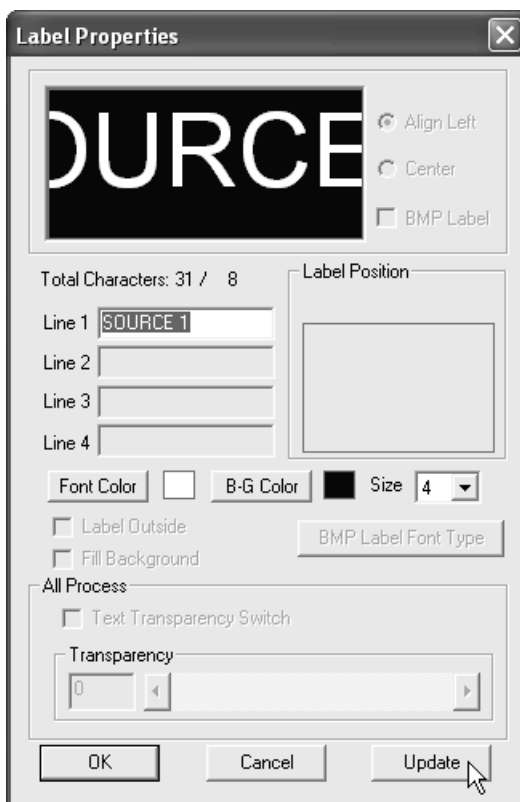 Label Properties
OURCE
Align Left
Center
BMP Label
Total Characters: 31 / 8
Label Position
Line 1 SOURCE 1
Line 2
Line 3
Line 4
Font Color B-G Color Size 4
Label Outside
BMP Label Font Type
Fill Background
All Process
Text Transparency Switch
Transparency
0
OK Cancel Update